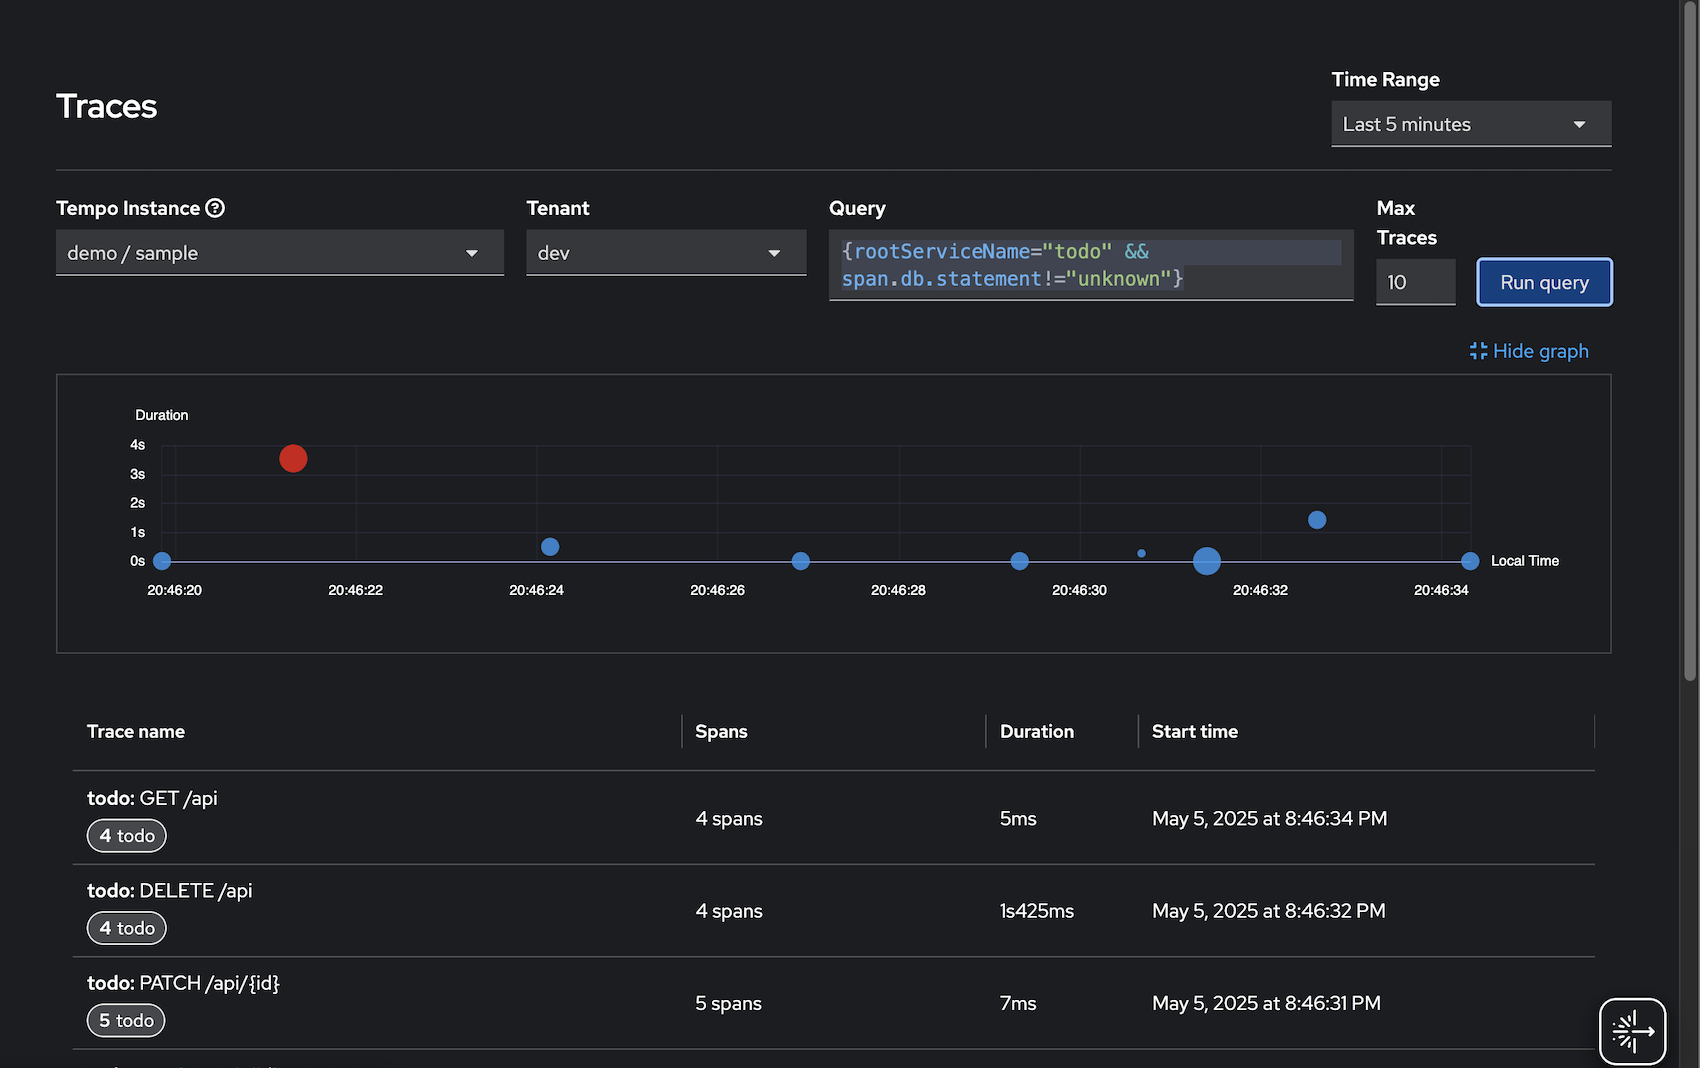 Traces
Time Range
Last 5 minutes
Tempo Instance
demo / sample
Tenant
dev
Query
{rootServiceName="todo" &&
span.db.statement!="unknown"}
Max
Traces
10
Run query
Hide graph
Duration
4s
3s
2s
1s
0s
Local Time
20:46:20 20:46:22 20:46:24 20:46:26 20:46:28 20:46:30 20:46:32 20:46:34
Trace name Spans Duration Start time
todo: GET /api
4 todo
4 spans 5ms May 5, 2025 at 8:46:34 PM
todo: DELETE /api
4 todo
4 spans 1s425ms May 5, 2025 at 8:46:32 PM
todo: PATCH /api/{id}
5 todo
5 spans 7ms May 5, 2025 at 8:46:31 PM